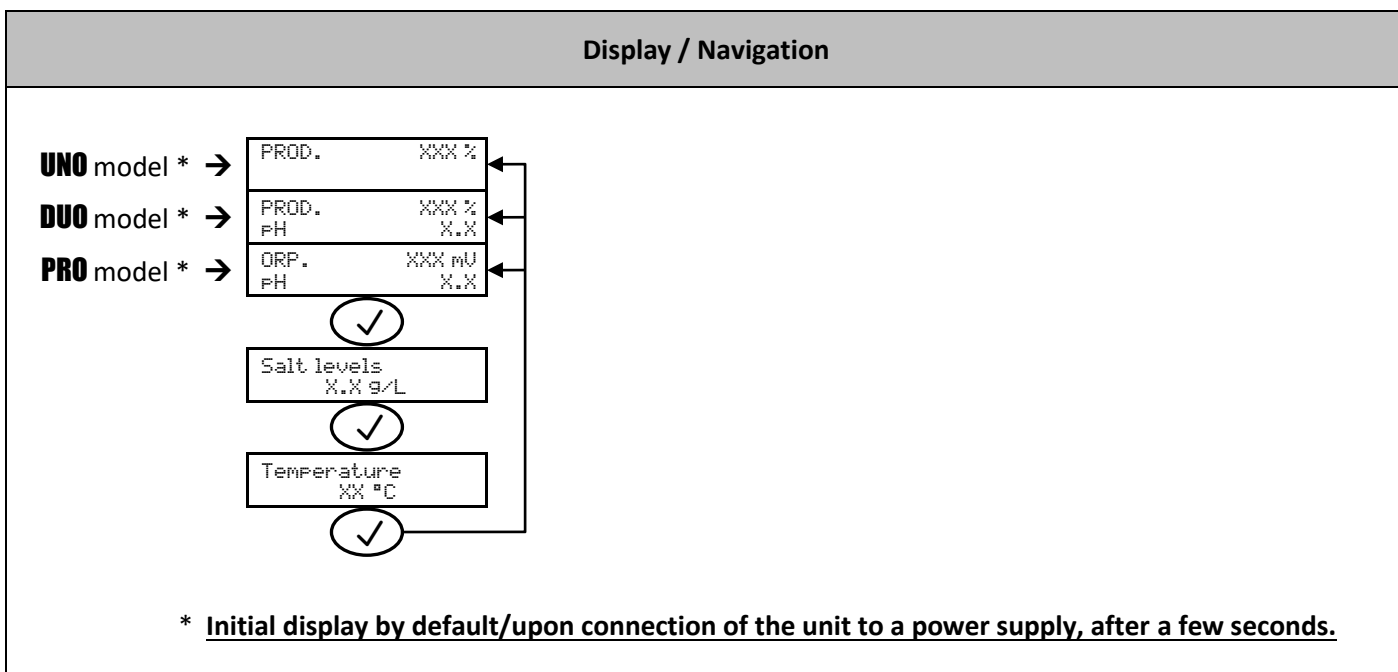 Display / Navigation
UNO model * → PROD. XXX %
DUO model * → PROD. XXX %
pH X.X
PRO model * → ORP. XXX mV
pH X.X
Salt levels
X.X g/L
Temperature
XX °C
* Initial display by default/upon connection of the unit to a power supply, after a few seconds.